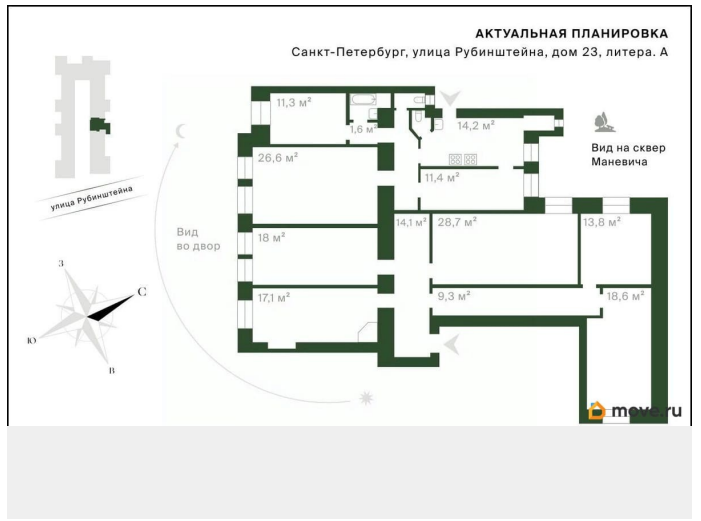 АКТУАЛЬНАЯ ПЛАНИРОВКА
Санкт-Петербург, улица Рубинштейна, дом 23, литера. А
11,3 м²
1,6 м²
14,2 м²
Вид на сквер
Маневича
26,6 м²
11,4 м²
улица Рубинштейна
Вид
во двор
18 м²
14,1 м²
28,7 м²
13,8 м²
17,1 м²
9,3 м²
18,6 м²
З
С
Ю
В
move.ru